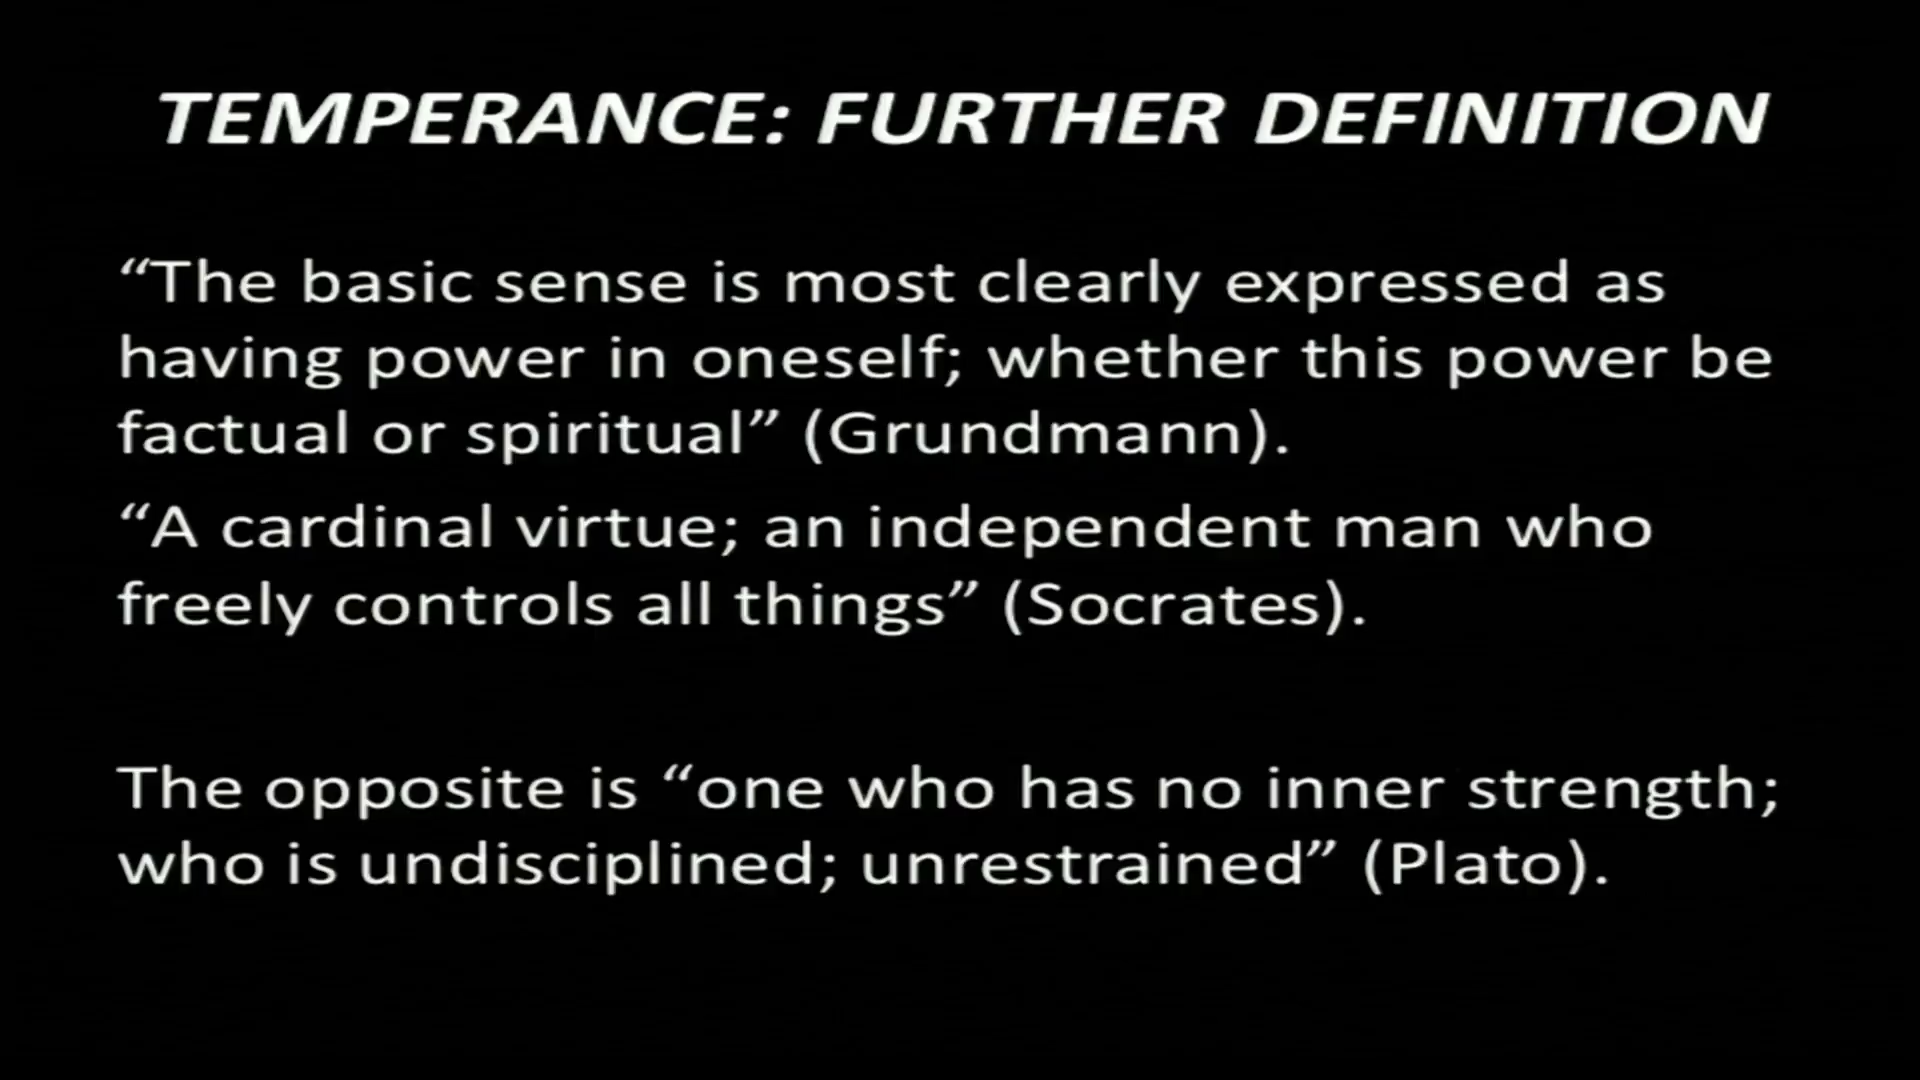 TEMPERANCE: FURTHER DEFINITION
“The basic sense is most clearly expressed as
having power in oneself; whether this power be
factual or spiritual” (Grundmann).
“A cardinal virtue; an independent man who
freely controls all things” (Socrates).
The opposite is “one who has no inner strength;
who is undisciplined; unrestrained” (Plato).